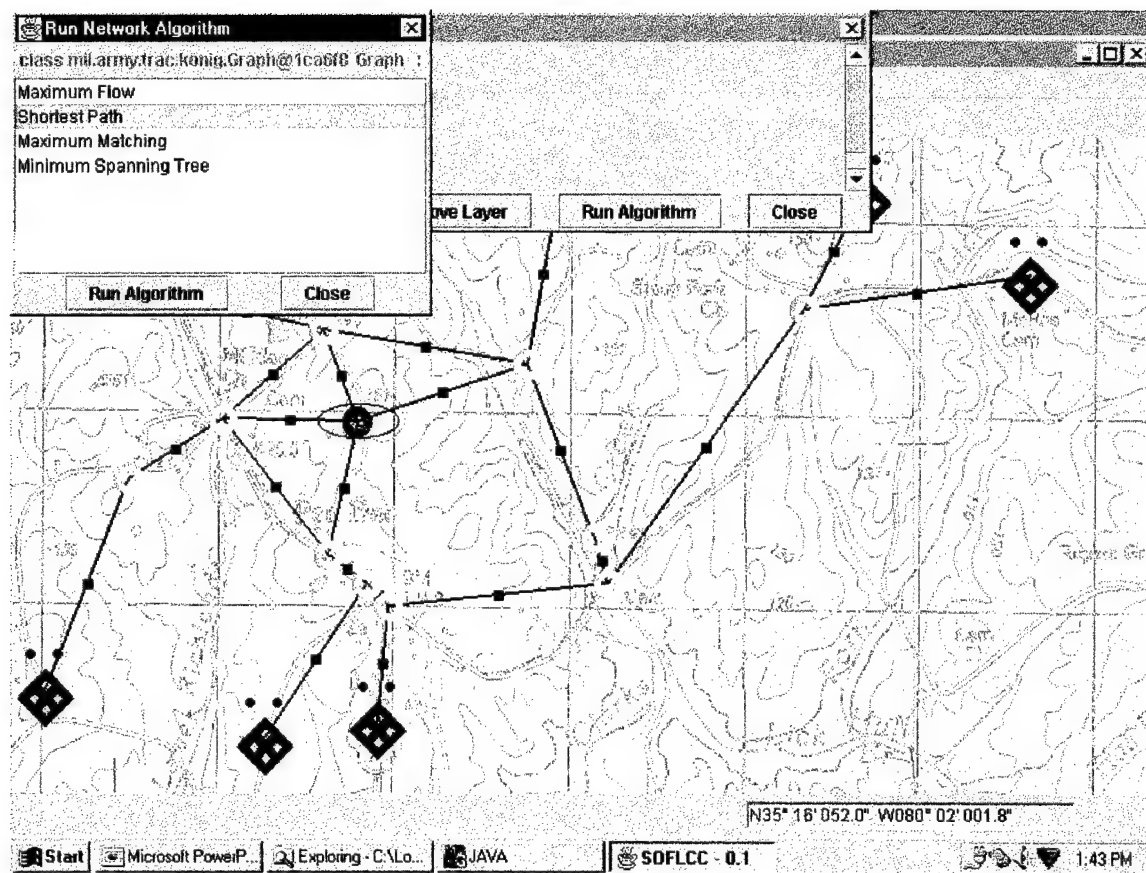 Run Network Algorithm
class mil.army.trac.konig.Graph@1ca6f8 Graph :
Maximum Flow
Shortest Path
Maximum Matching
Minimum Spanning Tree
ove Layer
Run Algorithm
Close
Run Algorithm
Close
Cem
Cem
N35° 16' 052.0" W080° 02' 001.8"
Start
Microsoft PowerP...
Exploring - C:\Lo...
JAVA
SOFLCC - 0.1
1:43 PM